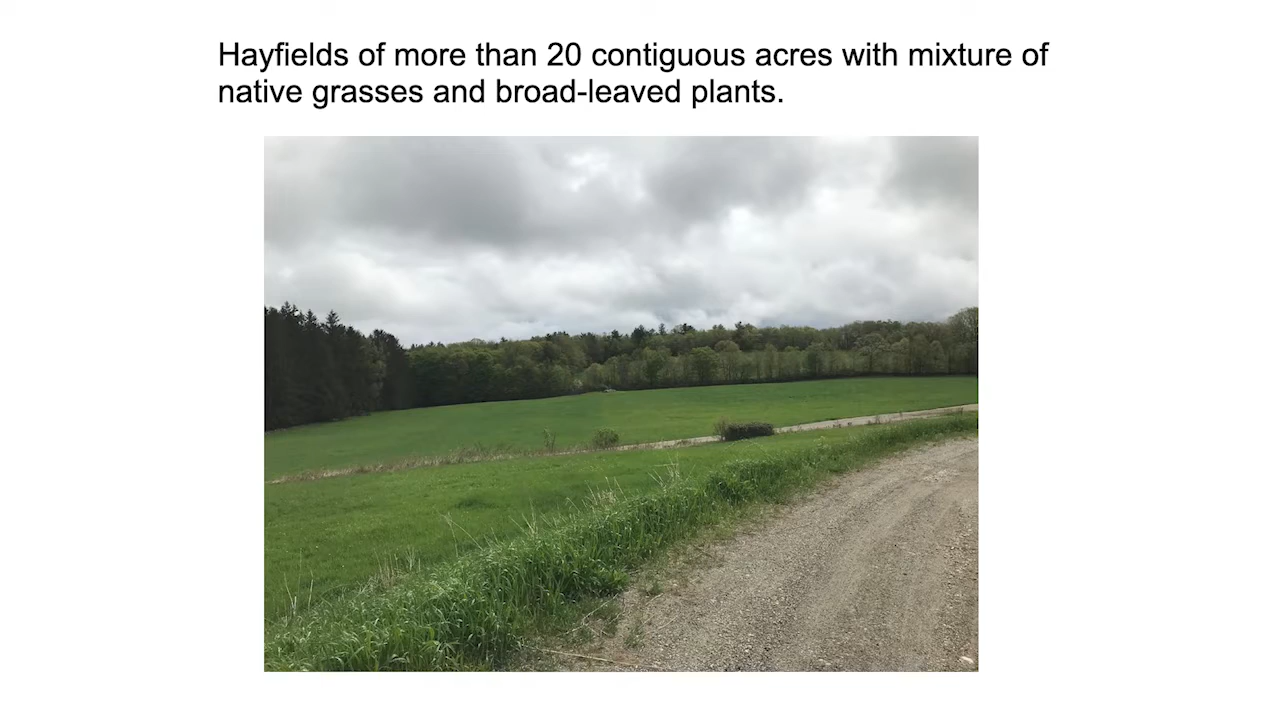 Hayfields of more than 20 contiguous acres with mixture of
native grasses and broad-leaved plants.